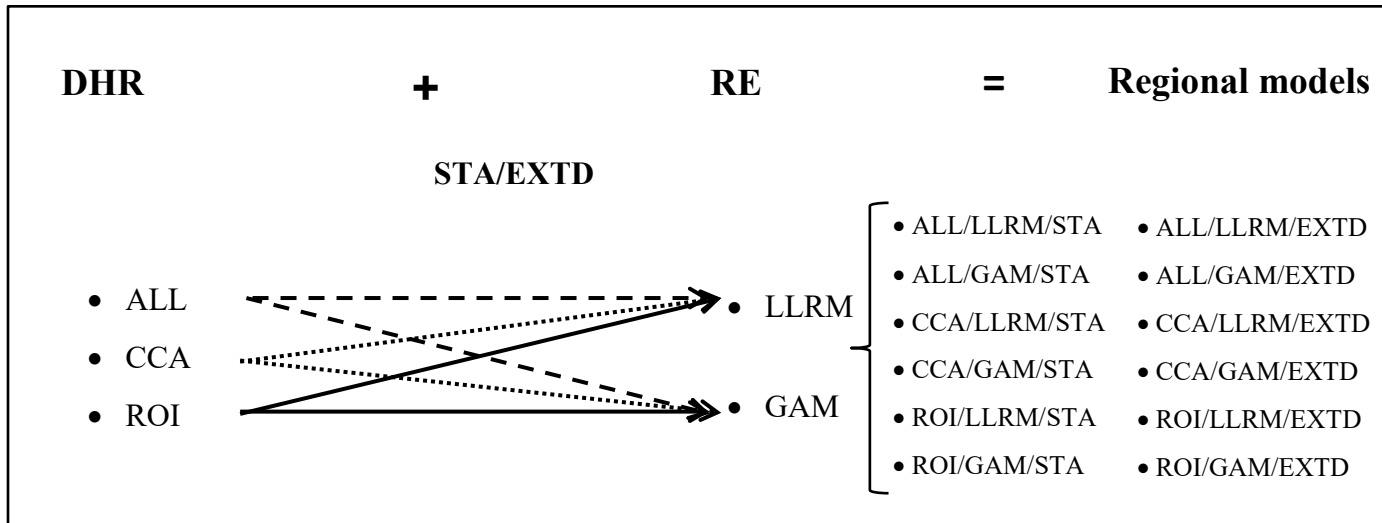 DHR + RE = Regional models
STA/EXTD
• ALL
• CCA
• ROI
• LLRM
• GAM
• ALL/LLRM/STA • ALL/LLRM/EXTD
• ALL/GAM/STA • ALL/GAM/EXTD
• CCA/LLRM/STA • CCA/LLRM/EXTD
• CCA/GAM/STA • CCA/GAM/EXTD
• ROI/LLRM/STA • ROI/LLRM/EXTD
• ROI/GAM/STA • ROI/GAM/EXTD